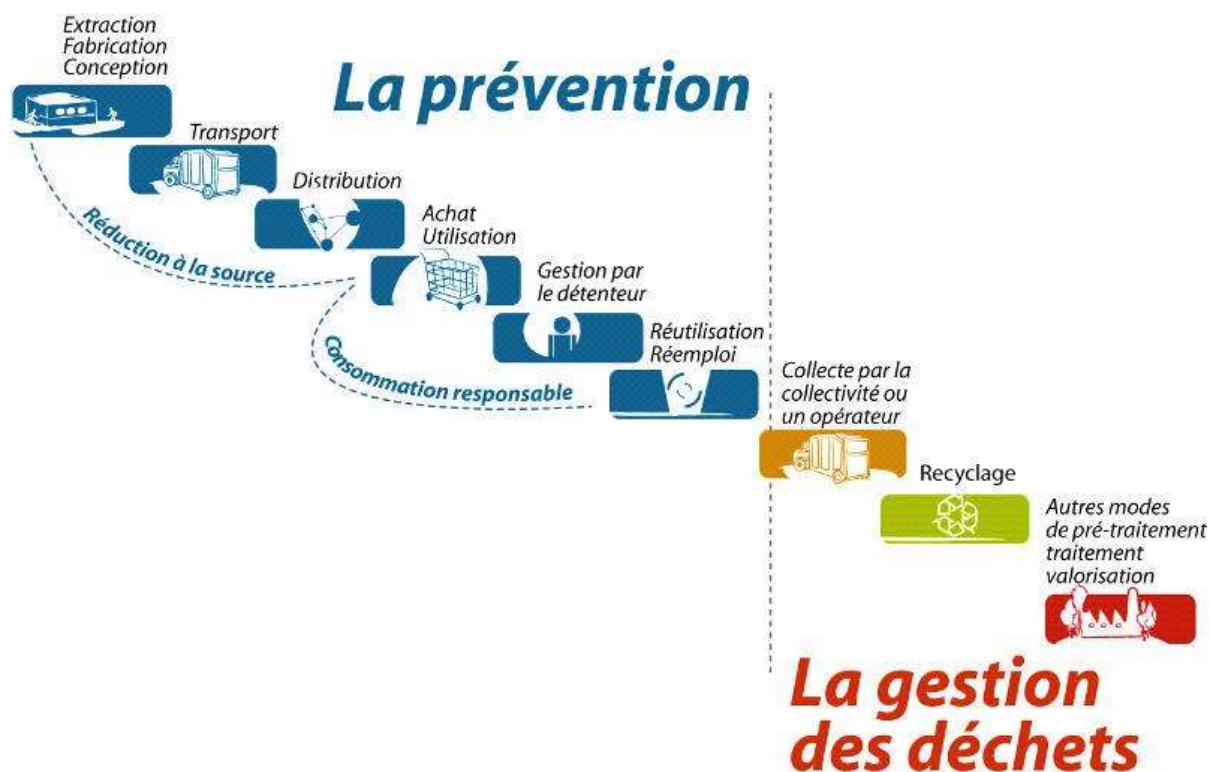 Extraction
Fabrication
Conception
La prévention
Transport
Distribution
Réduction à la source
Achat
Utilisation
Gestion par
le détenteur
Consommation responsable
Réutilisation
Réemploi
Collecte par la
collectivité ou
un opérateur
Recyclage
Autres modes
de pré-traitement
traitement
valorisation
La gestion
des déchets